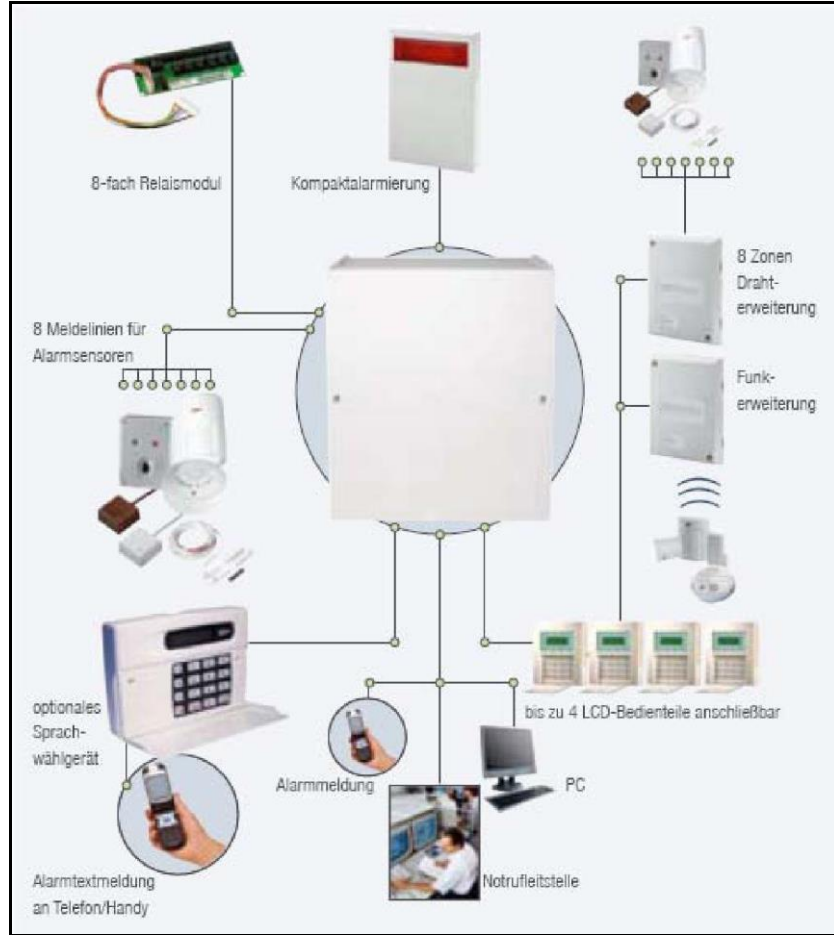 8-fach Relaismodul
Kompaktalarmierung
8 Zonen
Draht-
erweiterung
8 Meldelinien für
Alarmsensoren
Funk-
erweiterung
optionales
Sprach-
wählgerät
bis zu 4 LCD-Bedienteile anschließbar
Alarmmeldung
PC
Alarmtextmeldung
an Telefon/Handy
Notrufleitstelle